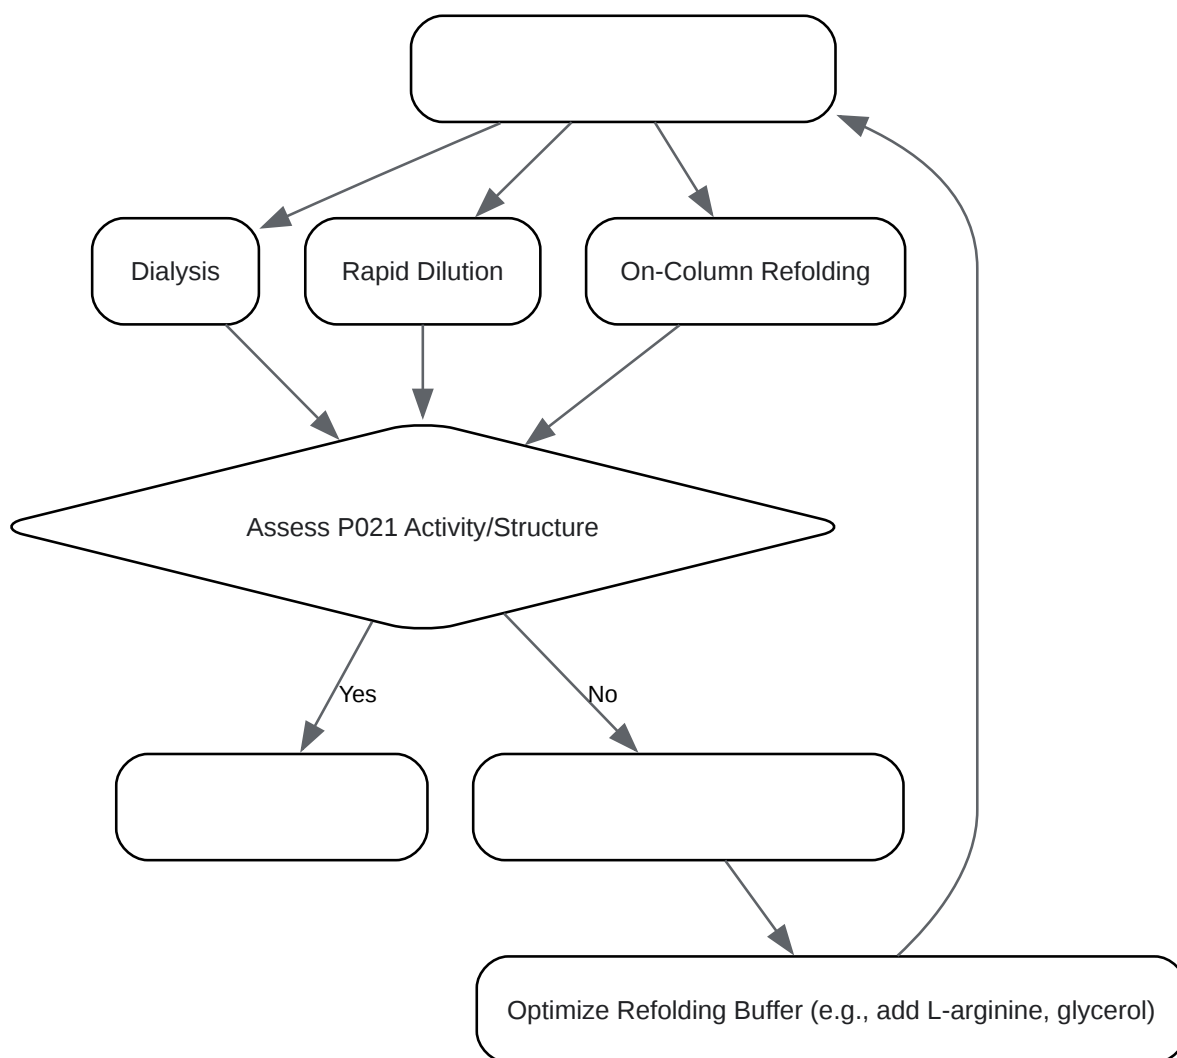 Dialysis
Rapid Dilution
On-Column Refolding
Assess P021 Activity/Structure
Yes
No
Optimize Refolding Buffer (e.g., add L-arginine, glycerol)